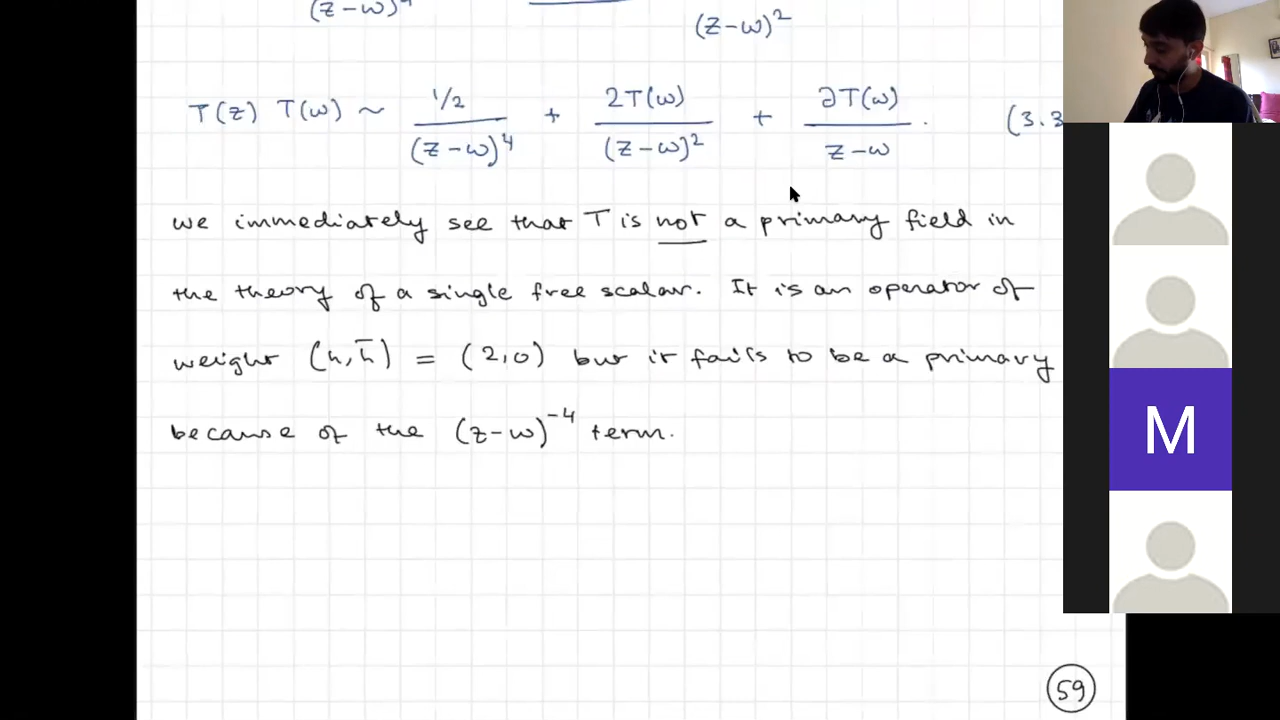 (z-w)⁴
(z-w)²
T(z) T(w) ~ 1/2 / (z-w)⁴ + 2T(w) / (z-w)² + ∂T(w) / z-w . (3.3
we immediately see that T is not a primary field in
the theory of a single free scalar. It is an operator of
weight (h, h̄) = (2,0) but it fails to be a primary
because of the (z-w)⁻⁴ term.
M
59